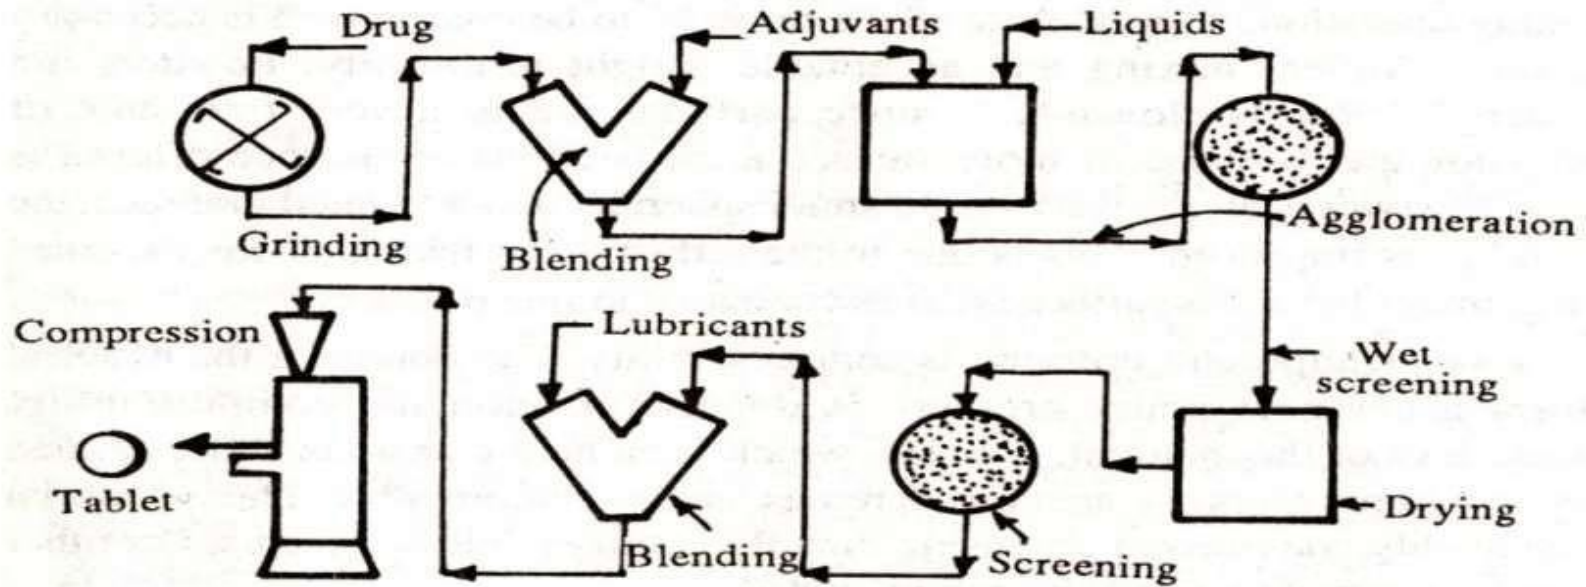 Drug
Adjuvants
Liquids
Grinding
Blending
Agglomeration
Compression
Lubricants
Wet
screening
Tablet
Blending
Screening
Drying